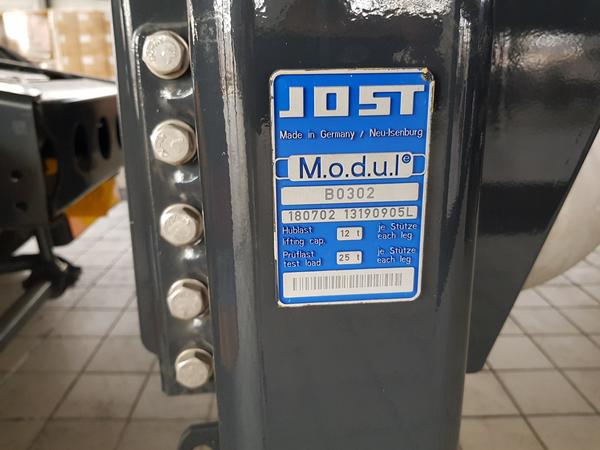 JOST
Made in Germany / Neu-Isenburg
M.o.d.u.l e
B0302
180702 13190905L
Hublast 12 t je Stütze
lifting cap. each leg
Prüflast 25 t je Stütze
test load each leg